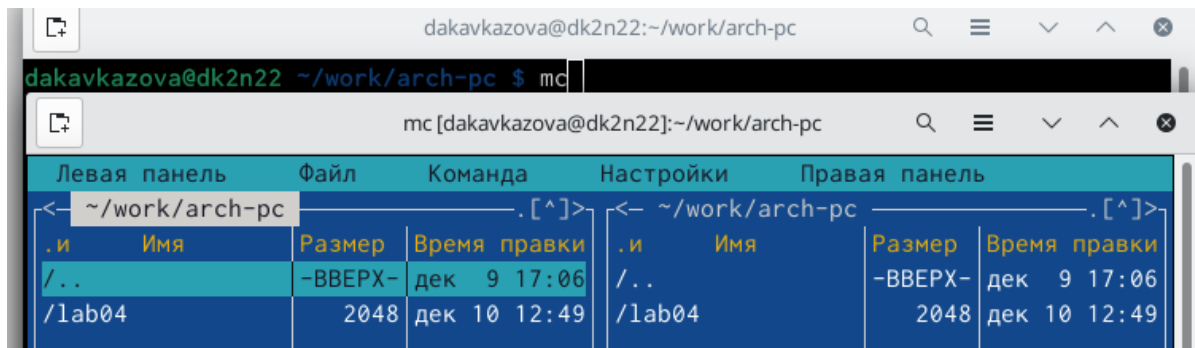 dakavkazova@dk2n22:~/work/arch-pc
dakavkazova@dk2n22 ~/work/arch-pc $ mc
mc [dakavkazova@dk2n22]:~/work/arch-pc
Левая панель Файл Команда Настройки Правая панель
<— ~/work/arch-pc .[^]> <— ~/work/arch-pc .[^]>
.и Имя Размер Время правки .и Имя Размер Время правки
/.. -ВВЕРХ- дек 9 17:06 /.. -ВВЕРХ- дек 9 17:06
/lab04 2048 дек 10 12:49 /lab04 2048 дек 10 12:49